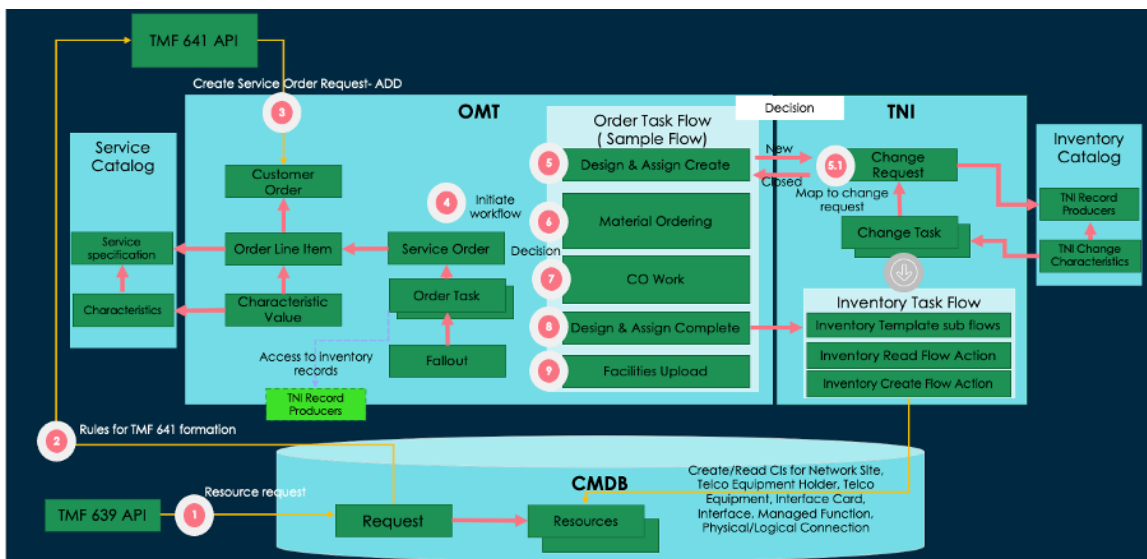 TMF 641 API
Create Service Order Request- ADD
3
OMT
Decision
TNI
Service
Catalog
Customer
Order
Service
specification
Order Line Item
Characteristics
Characteristic
Value
4
Initiate
workflow
Service Order
Decision
Order Task
Fallout
Access to inventory
records
TNI Record
Producers
Order Task Flow
( Sample Flow)
5
Design & Assign Create
6
Material Ordering
7
CO Work
8
Design & Assign Complete
9
Facilities Upload
New
Closed
5.1
Change
Request
Map to change
request
Change Task
Inventory Task Flow
Inventory Template sub flows
Inventory Read Flow Action
Inventory Create Flow Action
Inventory
Catalog
TNI Record
Producers
TNI Change
Characteristics
2
Rules for TMF 641 formation
CMDB
Create/Read CIs for Network Site,
Telco Equipment Holder, Telco
Equipment, Interface Card,
Interface, Managed Function,
Physical/Logical Connection
TMF 639 API
1
Resource request
Request
Resources